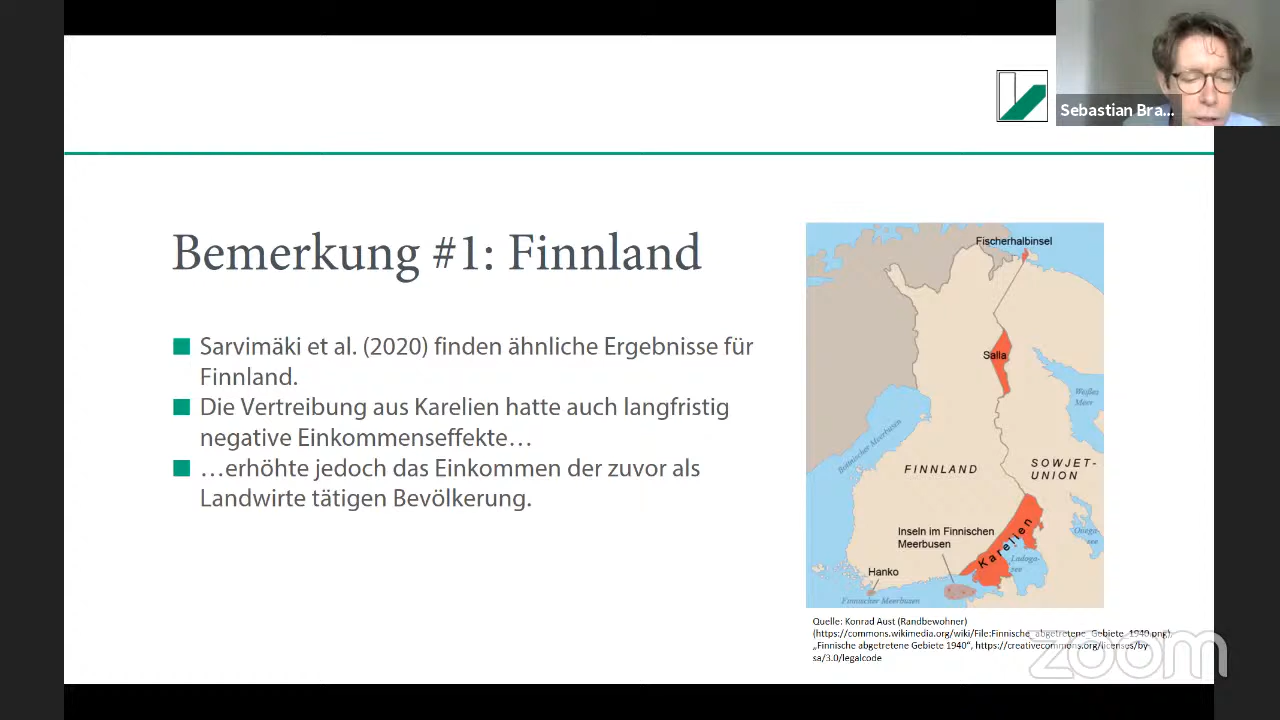 Sebastian Bra...
Bemerkung #1: Finnland
Sarvimäki et al. (2020) finden ähnliche Ergebnisse für
Finnland.
Die Vertreibung aus Karelien hatte auch langfristig
negative Einkommenseffekte…
…erhöhte jedoch das Einkommen der zuvor als
Landwirte tätigen Bevölkerung.
Fischerhalbinsel
Salla
Weißes
Meer
Bottnischer Meerbusen
FINNLAND
SOWJET-
UNION
Karelien
Inseln im Finnischen
Meerbusen
Onega-
see
Ladoga-
see
Hanko
Finnischer Meerbusen
Quelle: Konrad Aust (Randbewohner)
(https://commons.wikimedia.org/wiki/File:Finnische_abgetretene_Gebiete_1940.png),
„Finnische abgetretene Gebiete 1940“, https://creativecommons.org/licenses/by-
sa/3.0/legalcode
zoom